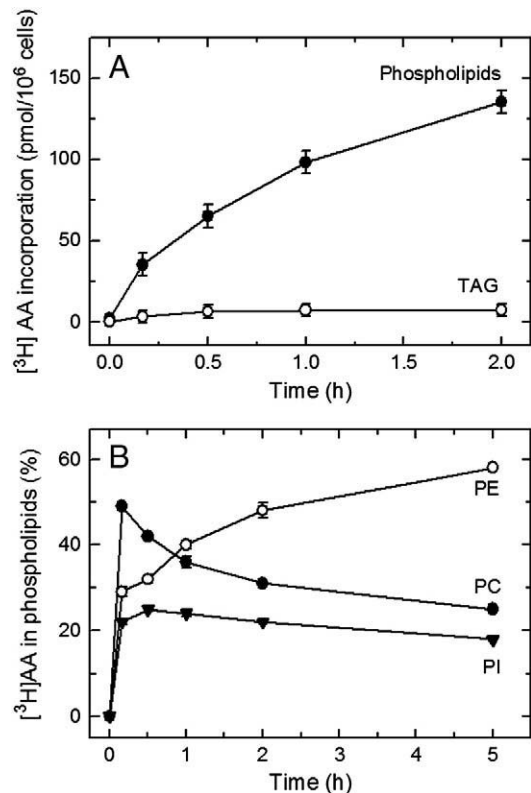 A
[³H] AA incorporation (pmol/10⁶ cells)
150
100
50
0
Phospholipids
TAG
0.0 0.5 1.0 1.5 2.0
Time (h)
B
[³H]AA in phospholipids (%)
60
40
20
0
PE
PC
PI
0 1 2 3 4 5
Time (h)